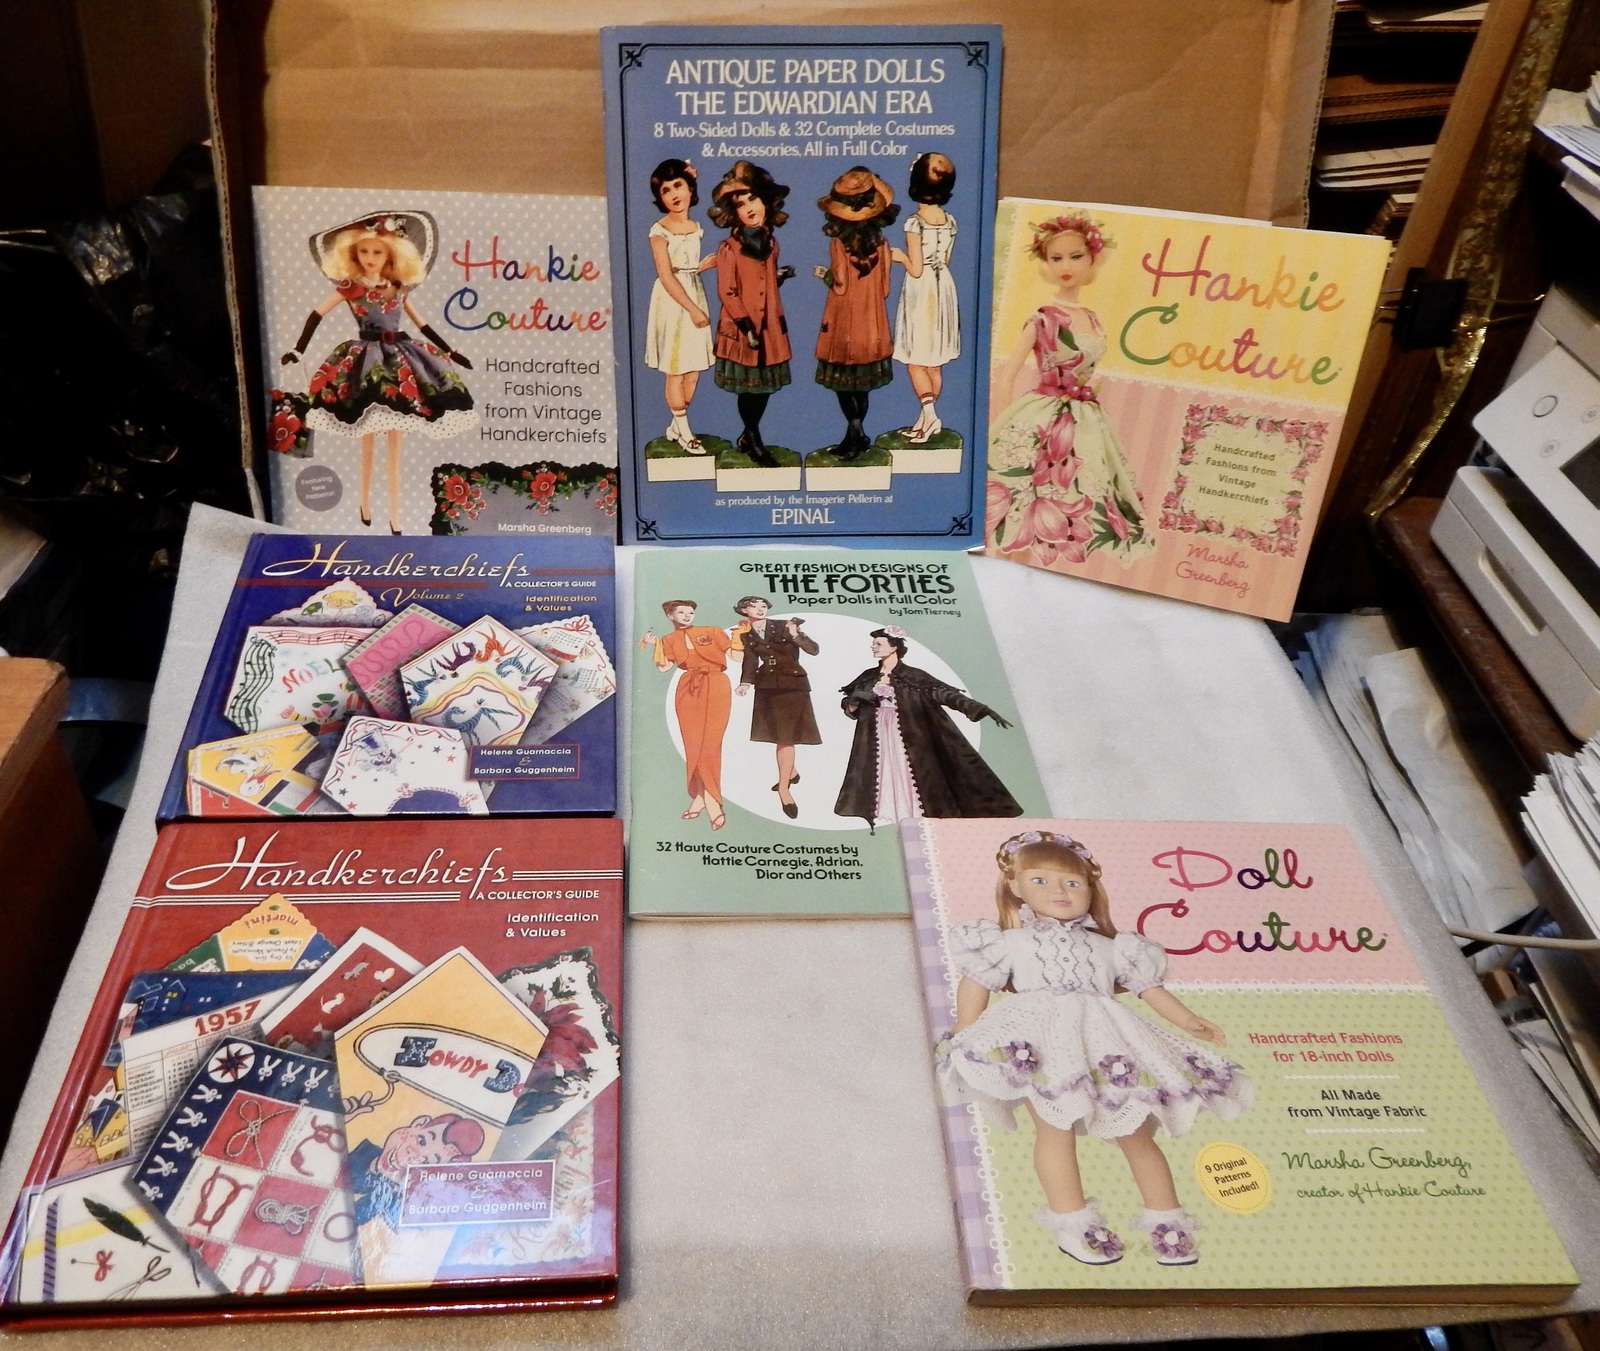 ANTIQUE PAPER DOLLS
THE EDWARDIAN ERA
8 Two-Sided Dolls & 32 Complete Costumes
& Accessories, All in Full Color
as produced by the Imagerie Pellerin at
EPINAL
Hankie
Couture
Handcrafted
Fashions
from Vintage
Handkerchiefs
Featuring
New
Patterns!
Marsha Greenberg
Hankie
Couture
Handcrafted
Fashions from
Vintage
Handkerchiefs
Marsha
Greenberg
Handkerchiefs
A COLLECTOR'S GUIDE
Volume 2
Identification
& Values
NOEL
Helene Guarnaccia
&
Barbara Guggenheim
GREAT FASHION DESIGNS OF
THE FORTIES
Paper Dolls in Full Color
by Tom Tierney
32 Haute Couture Costumes by
Hattie Carnegie, Adrian,
Dior and Others
Handkerchiefs
A COLLECTOR'S GUIDE
Identification
& Values
martini
1957
HOWDY D
Helene Guarnaccia
&
Barbara Guggenheim
Doll
Couture
Handcrafted Fashions
for 18-inch Dolls
All Made
from Vintage Fabric
9 Original
Patterns
Included!
Marsha Greenberg,
creator of Hankie Couture